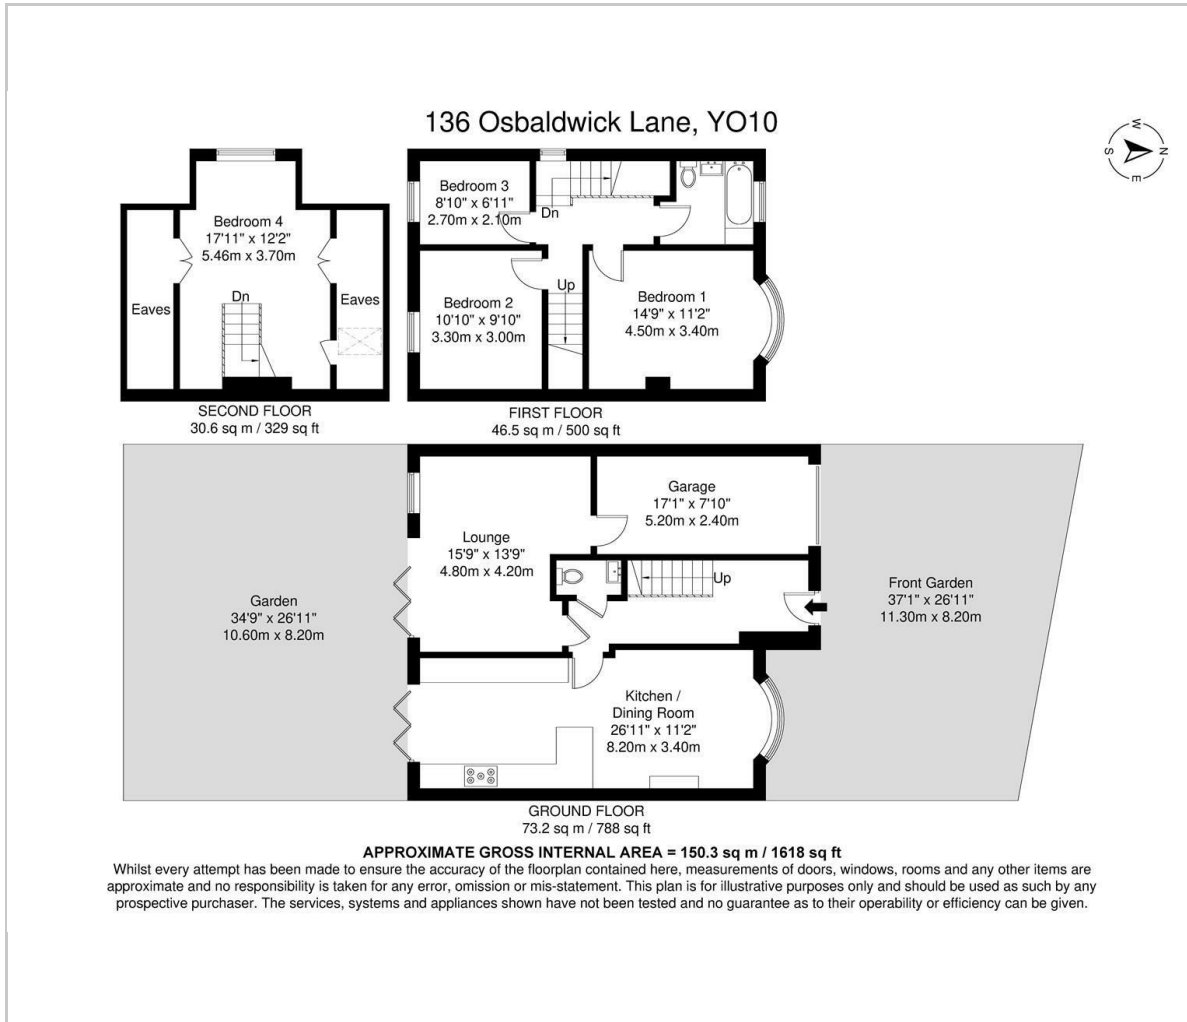 136 Osbaldwick Lane, YO10
W
N
S
E
Bedroom 4
17'11" x 12'2"
5.46m x 3.70m
Dn
Eaves
Eaves
SECOND FLOOR
30.6 sq m / 329 sq ft
Bedroom 3
8'10" x 6'11"
2.70m x 2.10m
Dn
Bedroom 2
10'10" x 9'10"
3.30m x 3.00m
Up
Bedroom 1
14'9" x 11'2"
4.50m x 3.40m
FIRST FLOOR
46.5 sq m / 500 sq ft
Garden
34'9" x 26'11"
10.60m x 8.20m
Lounge
15'9" x 13'9"
4.80m x 4.20m
Garage
17'1" x 7'10"
5.20m x 2.40m
Up
Front Garden
37'1" x 26'11"
11.30m x 8.20m
Kitchen /
Dining Room
26'11" x 11'2"
8.20m x 3.40m
GROUND FLOOR
73.2 sq m / 788 sq ft
APPROXIMATE GROSS INTERNAL AREA = 150.3 sq m / 1618 sq ft
Whilst every attempt has been made to ensure the accuracy of the floorplan contained here, measurements of doors, windows, rooms and any other items are
approximate and no responsibility is taken for any error, omission or mis-statement. This plan is for illustrative purposes only and should be used as such by any
prospective purchaser. The services, systems and appliances shown have not been tested and no guarantee as to their operability or efficiency can be given.